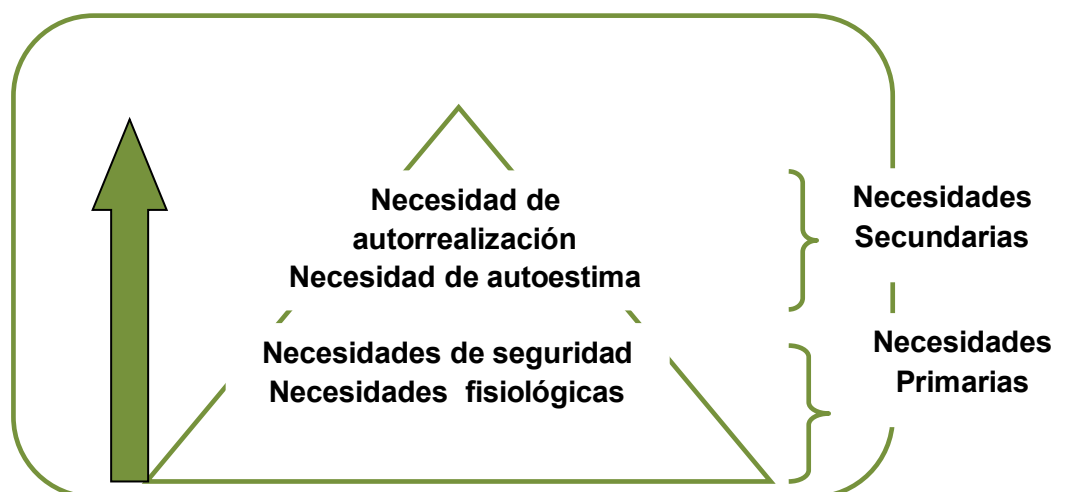 Necesidad de
autorrealización
Necesidad de autoestima
Necesidades
Secundarias
Necesidades de seguridad
Necesidades  fisiológicas
Necesidades
Primarias